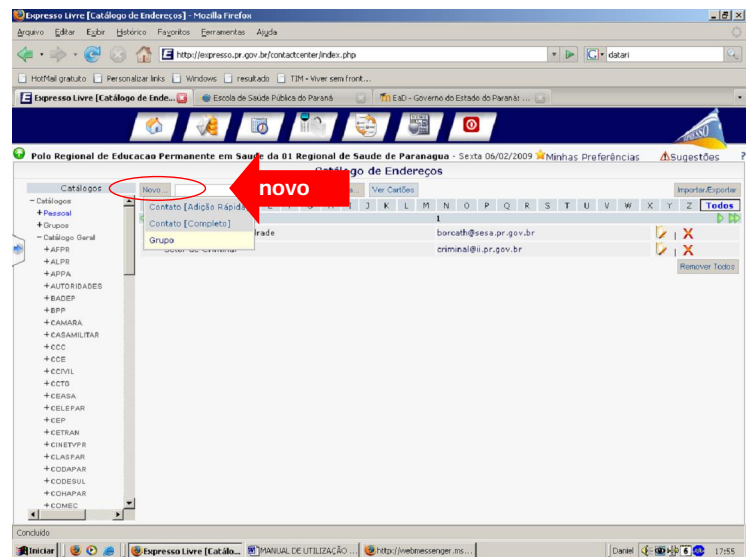 Expresso Livre [Catálogo de Endereços] - Mozilla Firefox
Arquivo Editar Exibir Histórico Favoritos Ferramentas Ajuda
http://expresso.pr.gov.br/contactcenter/index.php
datari
HotMail gratuito Personalizar links Windows resultado TIM - Viver sem front...
Expresso Livre [Catálogo de Ende... Escola de Saúde Pública do Paraná EaD - Governo do Estado do Paraná: ...
Polo Regional de Educacao Permanente em Saude da 01 Regional de Saude de Paranagua - Sexta 06/02/2009 Minhas Preferências Sugestões ?
Catálogo de Endereços
Catálogos Novo... novo Ver Cartões Importar/Exportar
I J K L M N O P Q R S T U V W X Y Z Todos
- Catálogos
+ Pessoal
+ Grupos
- Catálogo Geral
+ AFPR
+ ALPR
+ APPA
+ AUTORIDADES
+ BADEP
+ BPP
+ CAMARA
+ CASAMILITAR
+ CCC
+ CCE
+ CCIVIL
+ CCTG
+ CEASA
+ CELEPAR
+ CEP
+ CETRAN
+ CINETVPR
+ CLASPAR
+ CODAPAR
+ CODESUL
+ COHAPAR
+ COMEC
Contato [Adição Rápida]
Contato [Completo]
Grupo
1
rade borcath@sesa.pr.gov.br
Setor de Criminal criminal@ii.pr.gov.br
Remover Todos
Concluído
Iniciar Expresso Livre [Catálo... MANUAL DE UTILIZAÇÃO ... http://webmessenger.ms... Daniel 17:55